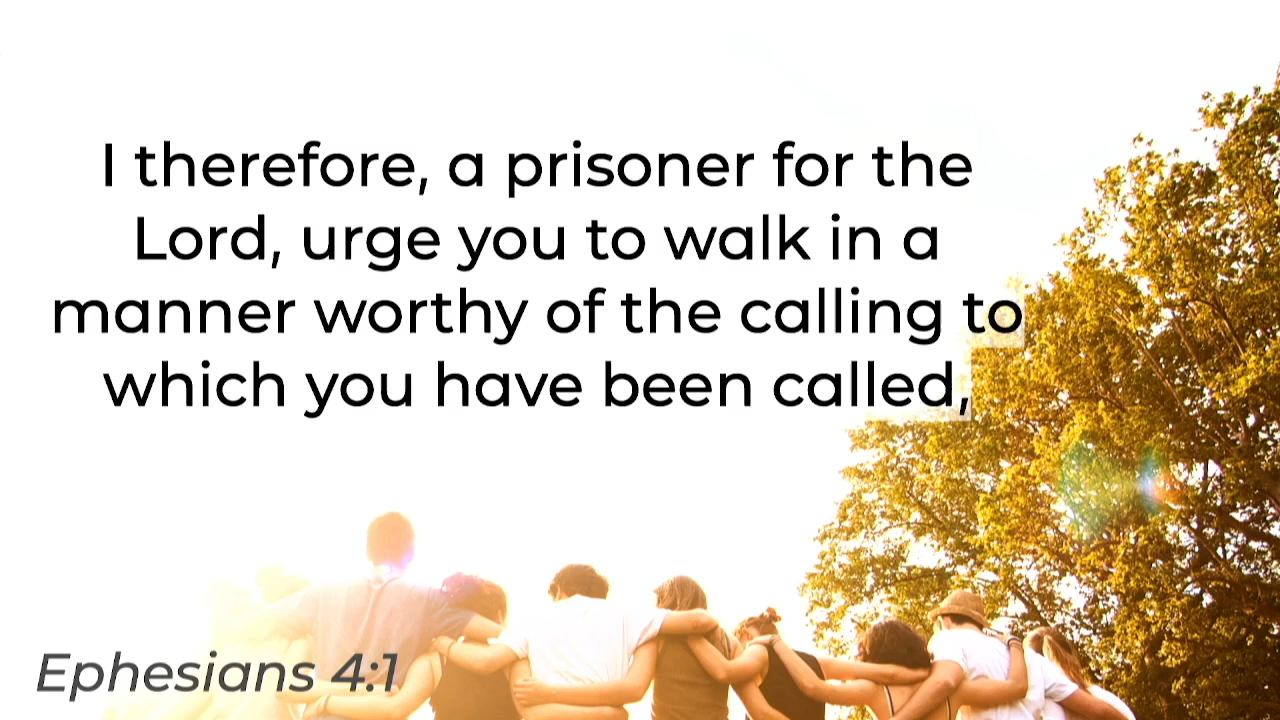 I therefore, a prisoner for the
Lord, urge you to walk in a
manner worthy of the calling to
which you have been called,
Ephesians 4:1